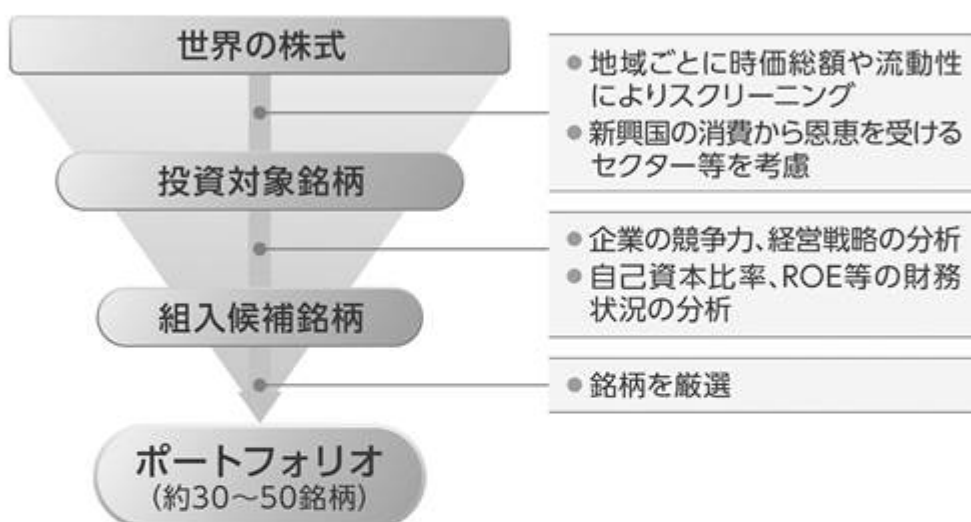 世界の株式
● 地域ごとに時価総額や流動性
によりスクリーニング
● 新興国の消費から恩恵を受ける
セクター等を考慮
投資対象銘柄
● 企業の競争力、経営戦略の分析
● 自己資本比率、ROE等の財務
状況の分析
組入候補銘柄
● 銘柄を厳選
ポートフォリオ
(約30～50銘柄)